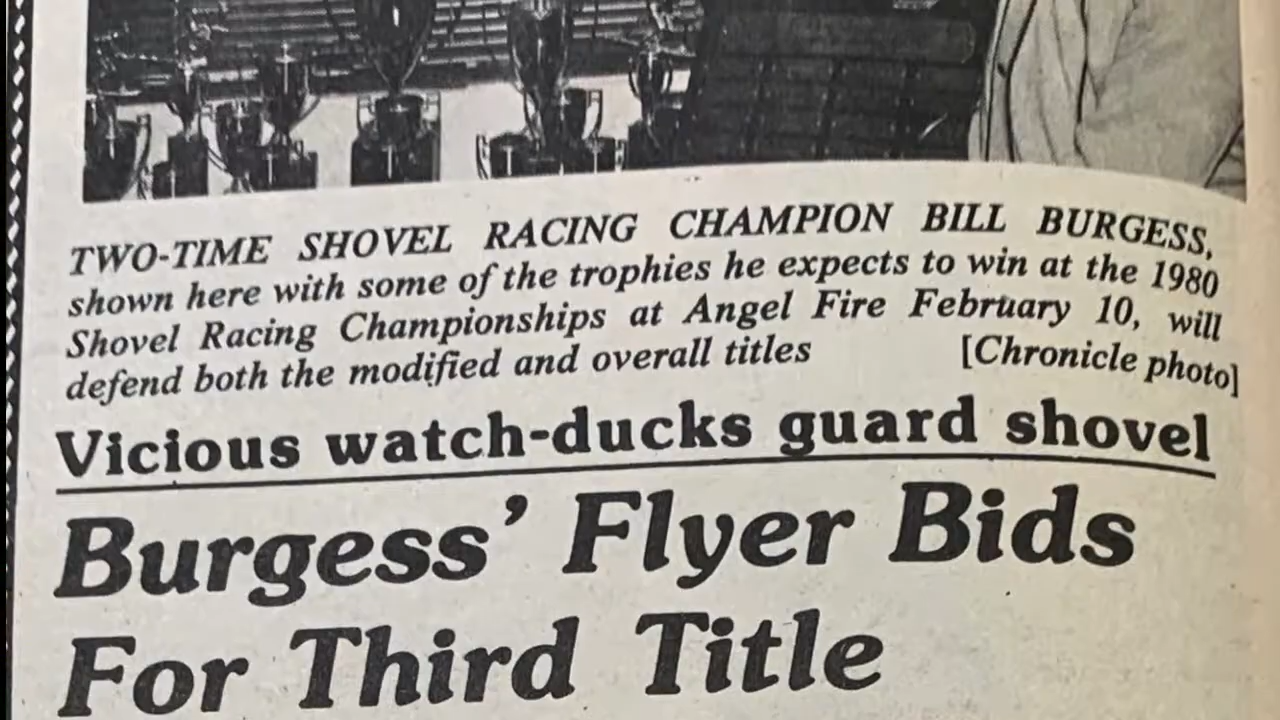 TWO-TIME SHOVEL RACING CHAMPION BILL BURGESS,
shown here with some of the trophies he expects to win at the 1980
Shovel Racing Championships at Angel Fire February 10, will
defend both the modified and overall titles [Chronicle photo]
Vicious watch-ducks guard shovel
Burgess’ Flyer Bids
For Third Title